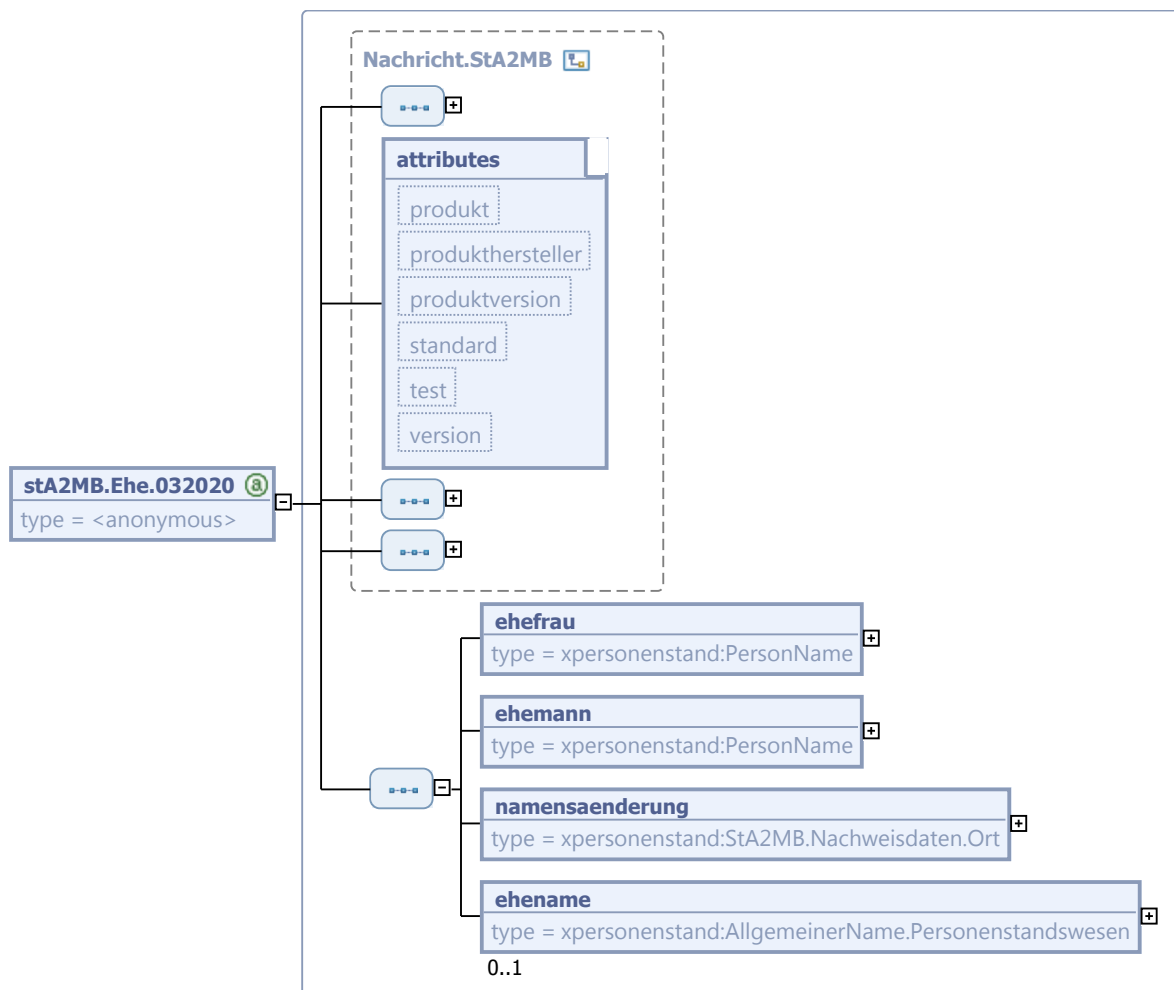 Nachricht.StA2MB
attributes
produkt
produkthersteller
produktversion
standard
test
version
stA2MB.Ehe.032020 a
type = <anonymous>
ehefrau
type = xpersonenstand:PersonName
ehemann
type = xpersonenstand:PersonName
namensaenderung
type = xpersonenstand:StA2MB.Nachweisdaten.Ort
ehename
type = xpersonenstand:AllgemeinerName.Personenstandswesen
0..1